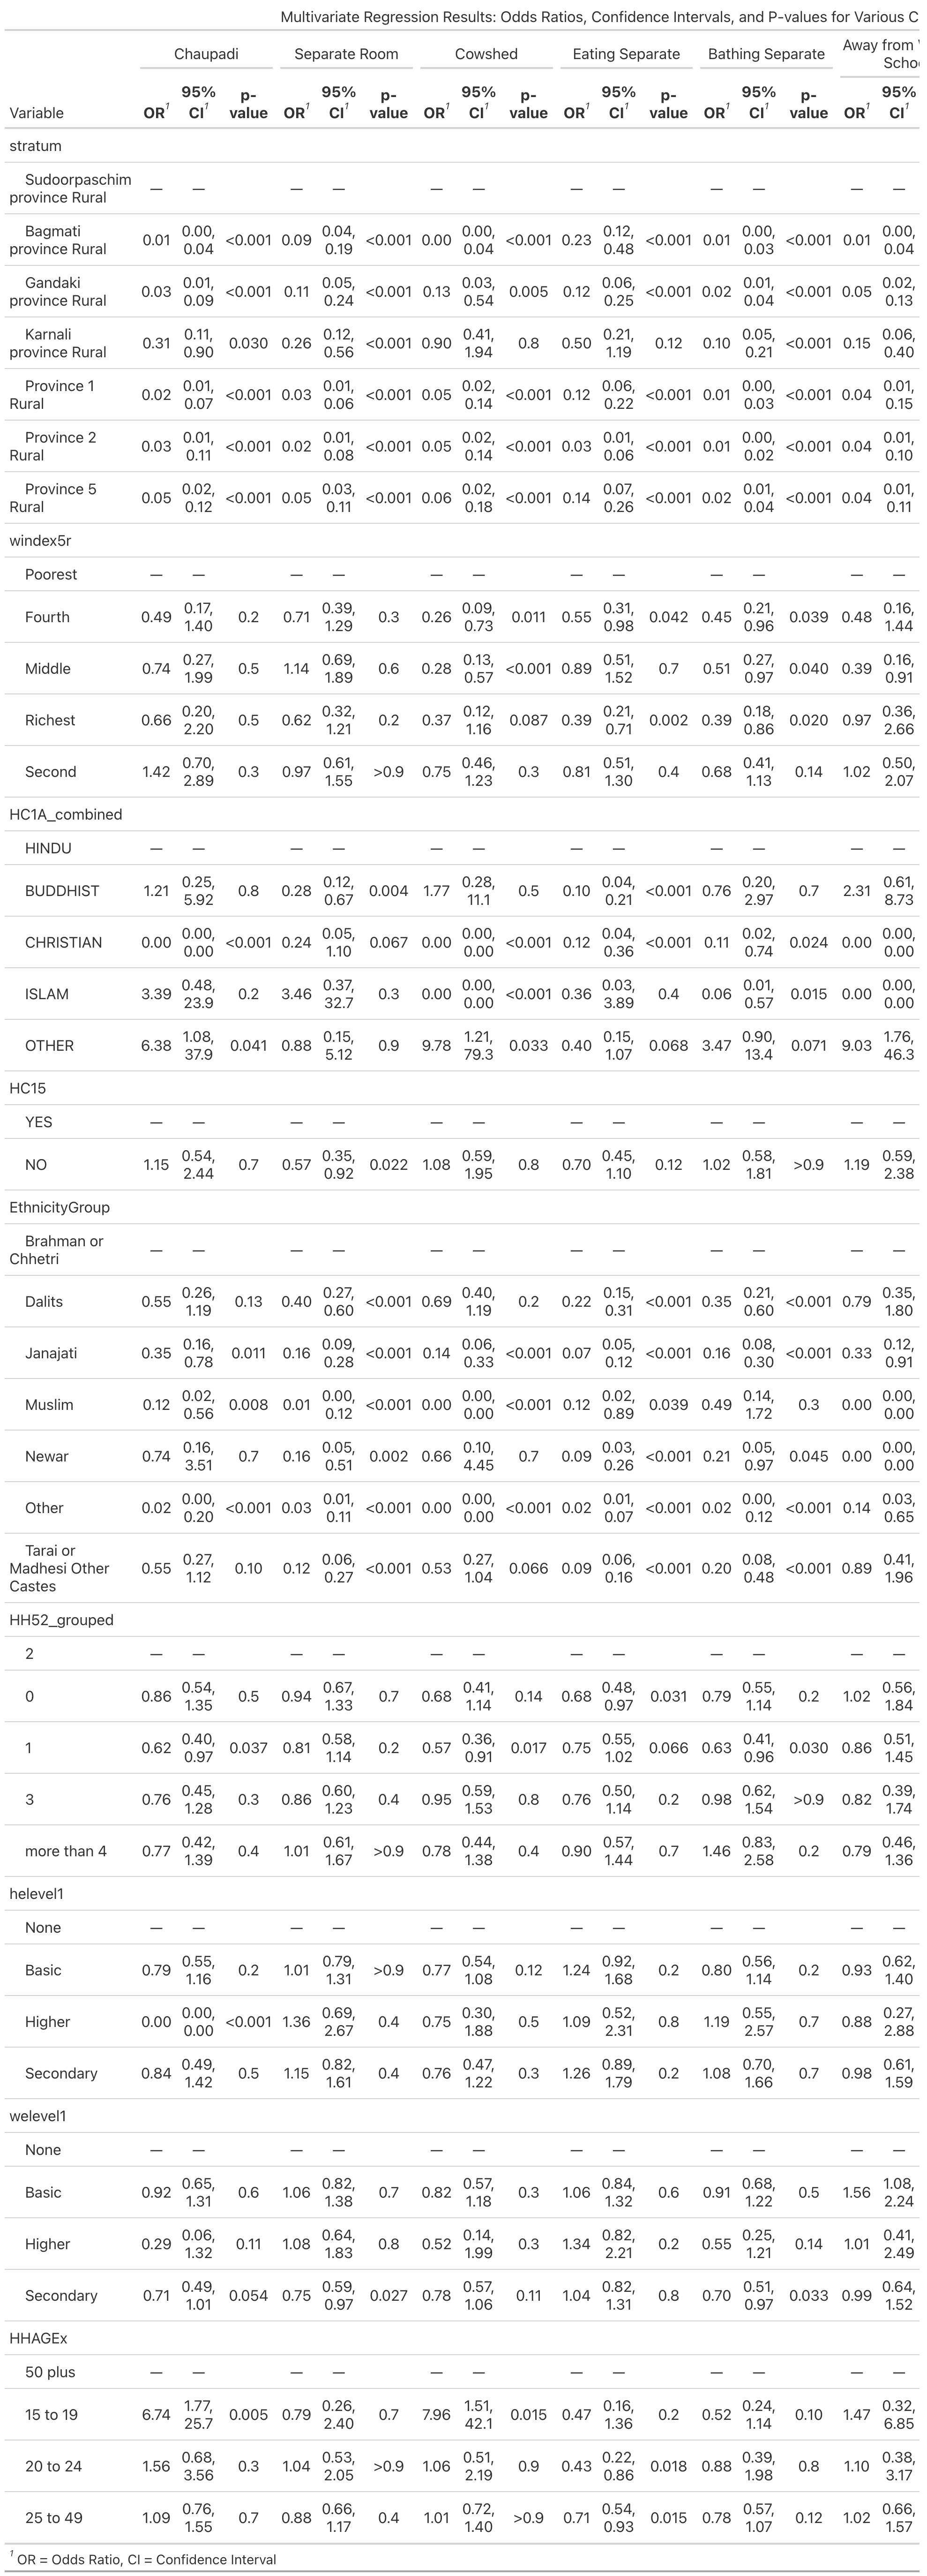 Multivariate Regression Results: Odds Ratios, Confidence Intervals, and P-values for Various C
Chaupadi Separate Room Cowshed Eating Separate Bathing Separate Away from
Variable OR1 95% CI1 p-value OR1 95% CI1 p-value OR1 95% CI1 p-value OR1 95% CI1 p-value OR1 95% CI1 p-value OR1 95% CI1
stratum
Sudoorpaschim province Rural — — — — — — — — — — — —
Bagmati province Rural 0.01 0.00, 0.04 <0.001 0.09 0.04, 0.19 <0.001 0.00 0.00, 0.04 <0.001 0.23 0.12, 0.48 <0.001 0.01 0.00, 0.03 <0.001 0.01 0.00, 0.04
Gandaki province Rural 0.03 0.01, 0.09 <0.001 0.11 0.05, 0.24 <0.001 0.13 0.03, 0.54 0.005 0.12 0.06, 0.25 <0.001 0.02 0.01, 0.04 <0.001 0.05 0.02, 0.13
Karnali province Rural 0.31 0.11, 0.90 0.030 0.26 0.12, 0.56 <0.001 0.90 0.41, 1.94 0.8 0.50 0.21, 1.19 0.12 0.10 0.05, 0.21 <0.001 0.15 0.06, 0.40
Province 1 Rural 0.02 0.01, 0.07 <0.001 0.03 0.01, 0.06 <0.001 0.05 0.02, 0.14 <0.001 0.12 0.06, 0.22 <0.001 0.01 0.00, 0.03 <0.001 0.04 0.01, 0.15
Province 2 Rural 0.03 0.01, 0.11 <0.001 0.02 0.01, 0.08 <0.001 0.05 0.02, 0.14 <0.001 0.03 0.01, 0.06 <0.001 0.01 0.00, 0.02 <0.001 0.04 0.01, 0.10
Province 5 Rural 0.05 0.02, 0.12 <0.001 0.05 0.03, 0.11 <0.001 0.06 0.02, 0.18 <0.001 0.14 0.07, 0.26 <0.001 0.02 0.01, 0.04 <0.001 0.04 0.01, 0.11
windex5r
Poorest — — — — — — — — — — — —
Fourth 0.49 0.17, 1.40 0.2 0.71 0.39, 1.29 0.3 0.26 0.09, 0.73 0.011 0.55 0.31, 0.98 0.042 0.45 0.21, 0.96 0.039 0.48 0.16, 1.44
Middle 0.74 0.27, 1.99 0.5 1.14 0.69, 1.89 0.6 0.28 0.13, 0.57 <0.001 0.89 0.51, 1.52 0.7 0.51 0.27, 0.97 0.040 0.39 0.16, 0.91
Richest 0.66 0.20, 2.20 0.5 0.62 0.32, 1.21 0.2 0.37 0.12, 1.16 0.087 0.39 0.21, 0.71 0.002 0.39 0.18, 0.86 0.020 0.97 0.36, 2.66
Second 1.42 0.70, 2.89 0.3 0.97 0.61, 1.55 >0.9 0.75 0.46, 1.23 0.3 0.81 0.51, 1.30 0.4 0.68 0.41, 1.13 0.14 1.02 0.50, 2.07
HC1A_combined
HINDU — — — — — — — — — — — —
BUDDHIST 1.21 0.25, 5.92 0.8 0.28 0.12, 0.67 0.004 1.77 0.28, 11.1 0.5 0.10 0.04, 0.21 <0.001 0.76 0.20, 2.97 0.7 2.31 0.61, 8.73
CHRISTIAN 0.00 0.00, 0.00 <0.001 0.24 0.05, 1.10 0.067 0.00 0.00, 0.00 <0.001 0.12 0.04, 0.36 <0.001 0.11 0.02, 0.74 0.024 0.00 0.00, 0.00
ISLAM 3.39 0.48, 23.9 0.2 3.46 0.37, 32.7 0.3 0.00 0.00, 0.00 <0.001 0.36 0.03, 3.89 0.4 0.06 0.01, 0.57 0.015 0.00 0.00, 0.00
OTHER 6.38 1.08, 37.9 0.041 0.88 0.15, 5.12 0.9 9.78 1.21, 79.3 0.033 0.40 0.15, 1.07 0.068 3.47 0.90, 13.4 0.071 9.03 1.76, 46.3
HC15
YES — — — — — — — — — — — —
NO 1.15 0.54, 2.44 0.7 0.57 0.35, 0.92 0.022 1.08 0.59, 1.95 0.8 0.70 0.45, 1.10 0.12 1.02 0.58, 1.81 >0.9 1.19 0.59, 2.38
EthnicityGroup
Brahman or Chhetri — — — — — — — — — — — —
Dalits 0.55 0.26, 1.19 0.13 0.40 0.27, 0.60 <0.001 0.69 0.40, 1.19 0.2 0.22 0.15, 0.31 <0.001 0.35 0.21, 0.60 <0.001 0.79 0.35, 1.80
Janajati 0.35 0.16, 0.78 0.011 0.16 0.09, 0.28 <0.001 0.14 0.06, 0.33 <0.001 0.07 0.05, 0.12 <0.001 0.16 0.08, 0.30 <0.001 0.33 0.12, 0.91
Muslim 0.12 0.02, 0.56 0.008 0.01 0.00, 0.12 <0.001 0.00 0.00, 0.00 <0.001 0.12 0.02, 0.89 0.039 0.49 0.14, 1.72 0.3 0.00 0.00, 0.00
Newar 0.74 0.16, 3.51 0.7 0.16 0.05, 0.51 0.002 0.66 0.10, 4.45 0.7 0.09 0.03, 0.26 <0.001 0.21 0.05, 0.97 0.045 0.00 0.00, 0.00
Other 0.02 0.00, 0.20 <0.001 0.03 0.01, 0.11 <0.001 0.00 0.00, 0.00 <0.001 0.02 0.01, 0.07 <0.001 0.02 0.00, 0.12 <0.001 0.14 0.03, 0.65
Tarai or Madhesi Other Castes 0.55 0.27, 1.12 0.10 0.12 0.06, 0.27 <0.001 0.53 0.27, 1.04 0.066 0.09 0.06, 0.16 <0.001 0.20 0.08, 0.48 <0.001 0.89 0.41, 1.96
HH52_grouped
2 — — — — — — — — — — — —
0 0.86 0.54, 1.35 0.5 0.94 0.67, 1.33 0.7 0.68 0.41, 1.14 0.14 0.68 0.48, 0.97 0.031 0.79 0.55, 1.14 0.2 1.02 0.56, 1.84
1 0.62 0.40, 0.97 0.037 0.81 0.58, 1.14 0.2 0.57 0.36, 0.91 0.017 0.75 0.55, 1.02 0.066 0.63 0.41, 0.96 0.030 0.86 0.51, 1.45
3 0.76 0.45, 1.28 0.3 0.86 0.60, 1.23 0.4 0.95 0.59, 1.53 0.8 0.76 0.50, 1.14 0.2 0.98 0.62, 1.54 >0.9 0.82 0.39, 1.74
more than 4 0.77 0.42, 1.39 0.4 1.01 0.61, 1.67 >0.9 0.78 0.44, 1.38 0.4 0.90 0.57, 1.44 0.7 1.46 0.83, 2.58 0.2 0.79 0.46, 1.36
helevel1
None — — — — — — — — — — — —
Basic 0.79 0.55, 1.16 0.2 1.01 0.79, 1.31 >0.9 0.77 0.54, 1.08 0.12 1.24 0.92, 1.68 0.2 0.80 0.56, 1.14 0.2 0.93 0.62, 1.40
Higher 0.00 0.00, 0.00 <0.001 1.36 0.69, 2.67 0.4 0.75 0.30, 1.88 0.5 1.09 0.52, 2.31 0.8 1.19 0.55, 2.57 0.7 0.88 0.27, 2.88
Secondary 0.84 0.49, 1.42 0.5 1.15 0.82, 1.61 0.4 0.76 0.47, 1.22 0.3 1.26 0.89, 1.79 0.2 1.08 0.70, 1.66 0.7 0.98 0.61, 1.59
welevel1
None — — — — — — — — — — — —
Basic 0.92 0.65, 1.31 0.6 1.06 0.82, 1.38 0.7 0.82 0.57, 1.18 0.3 1.06 0.84, 1.32 0.6 0.91 0.68, 1.22 0.5 1.56 1.08, 2.24
Higher 0.29 0.06, 1.32 0.11 1.08 0.64, 1.83 0.8 0.52 0.14, 1.99 0.3 1.34 0.82, 2.21 0.2 0.55 0.25, 1.21 0.14 1.01 0.41, 2.49
Secondary 0.71 0.49, 1.01 0.054 0.75 0.59, 0.97 0.027 0.78 0.57, 1.06 0.11 1.04 0.82, 1.31 0.8 0.70 0.51, 0.97 0.033 0.99 0.64, 1.52
HHAGEx
50 plus — — — — — — — — — — — —
15 to 19 6.74 1.77, 25.7 0.005 0.79 0.26, 2.40 0.7 7.96 1.51, 42.1 0.015 0.47 0.16, 1.36 0.2 0.52 0.24, 1.14 0.10 1.47 0.32, 6.85
20 to 24 1.56 0.68, 3.56 0.3 1.04 0.53, 2.05 >0.9 1.06 0.51, 2.19 0.9 0.43 0.22, 0.86 0.018 0.88 0.39, 1.98 0.8 1.10 0.38, 3.17
25 to 49 1.09 0.76, 1.55 0.7 0.88 0.66, 1.17 0.4 1.01 0.72, 1.40 >0.9 0.71 0.54, 0.93 0.015 0.78 0.57, 1.07 0.12 1.02 0.66, 1.57
1 OR = Odds Ratio, CI = Confidence Interval